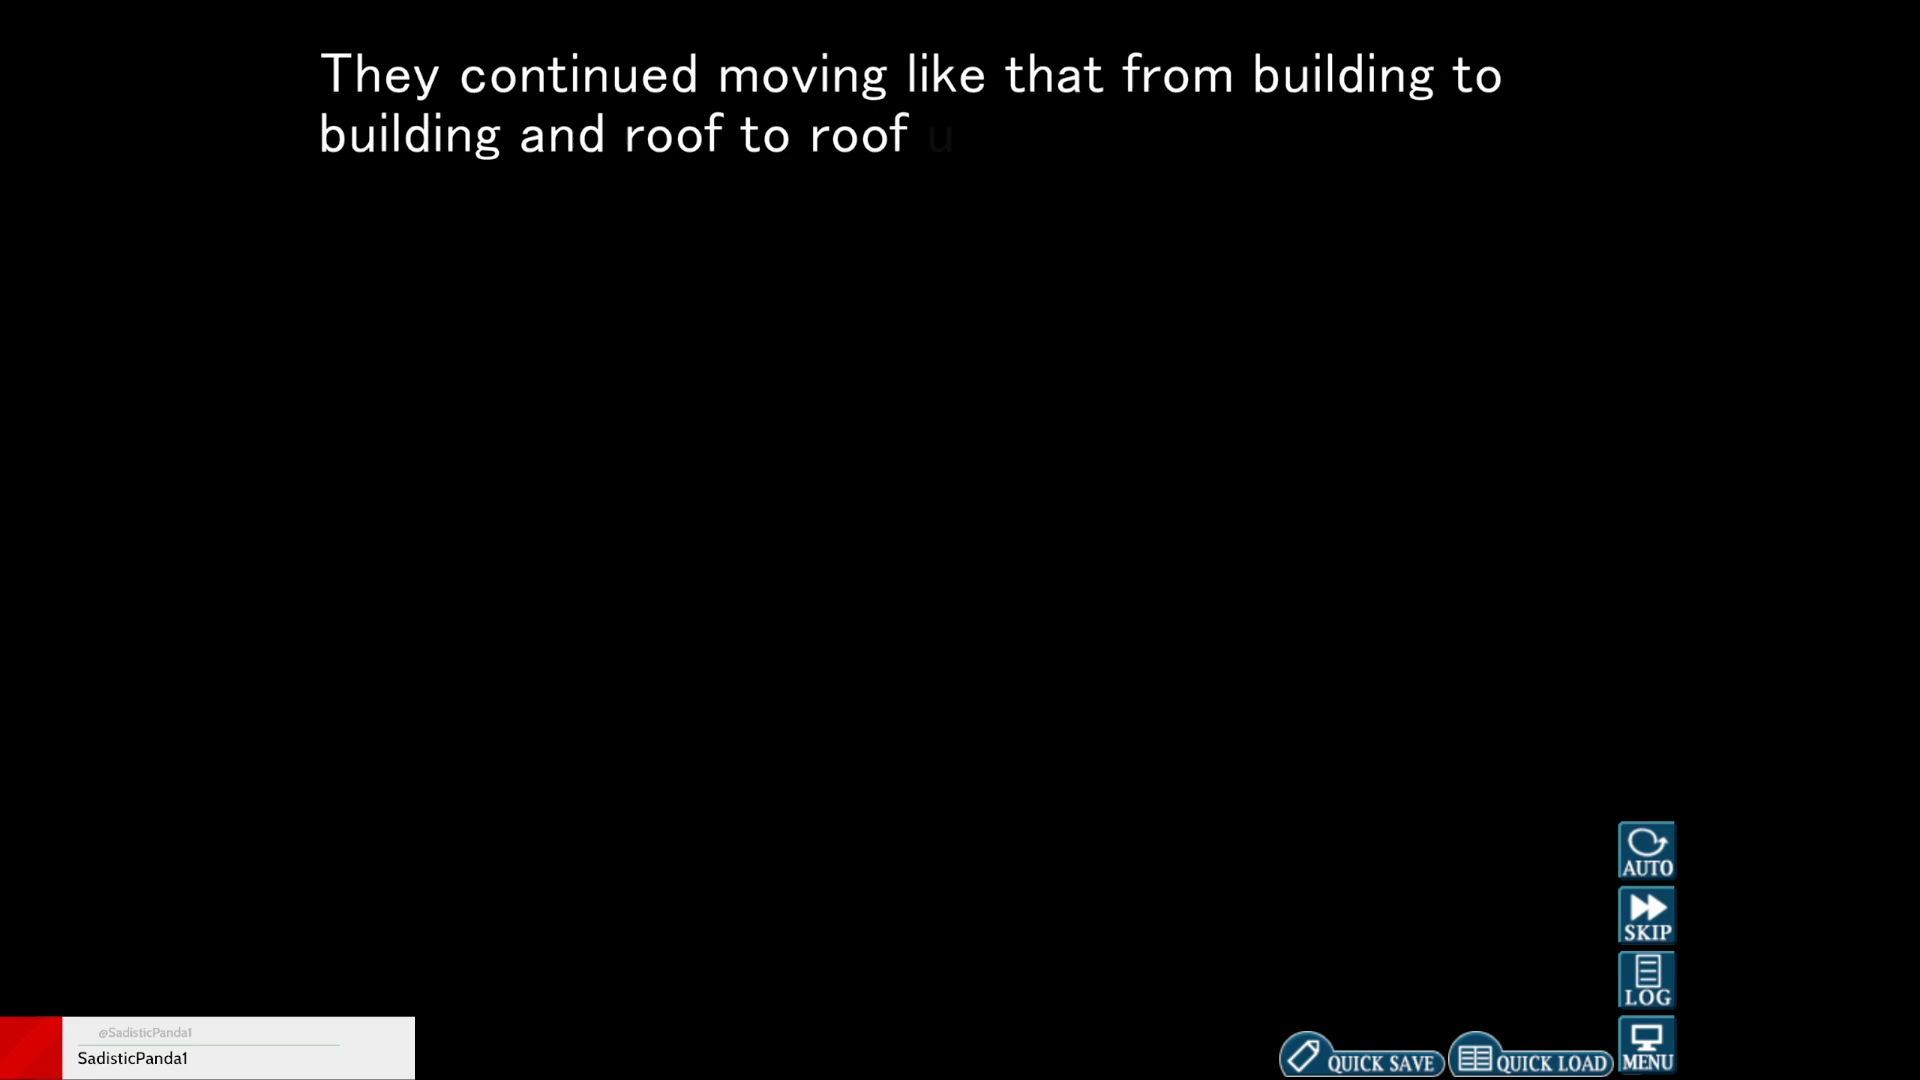 They continued moving like that from building to
building and roof to roof u
AUTO
SKIP
LOG
MENU
QUICK SAVE
QUICK LOAD
@SadisticPanda1
SadisticPanda1